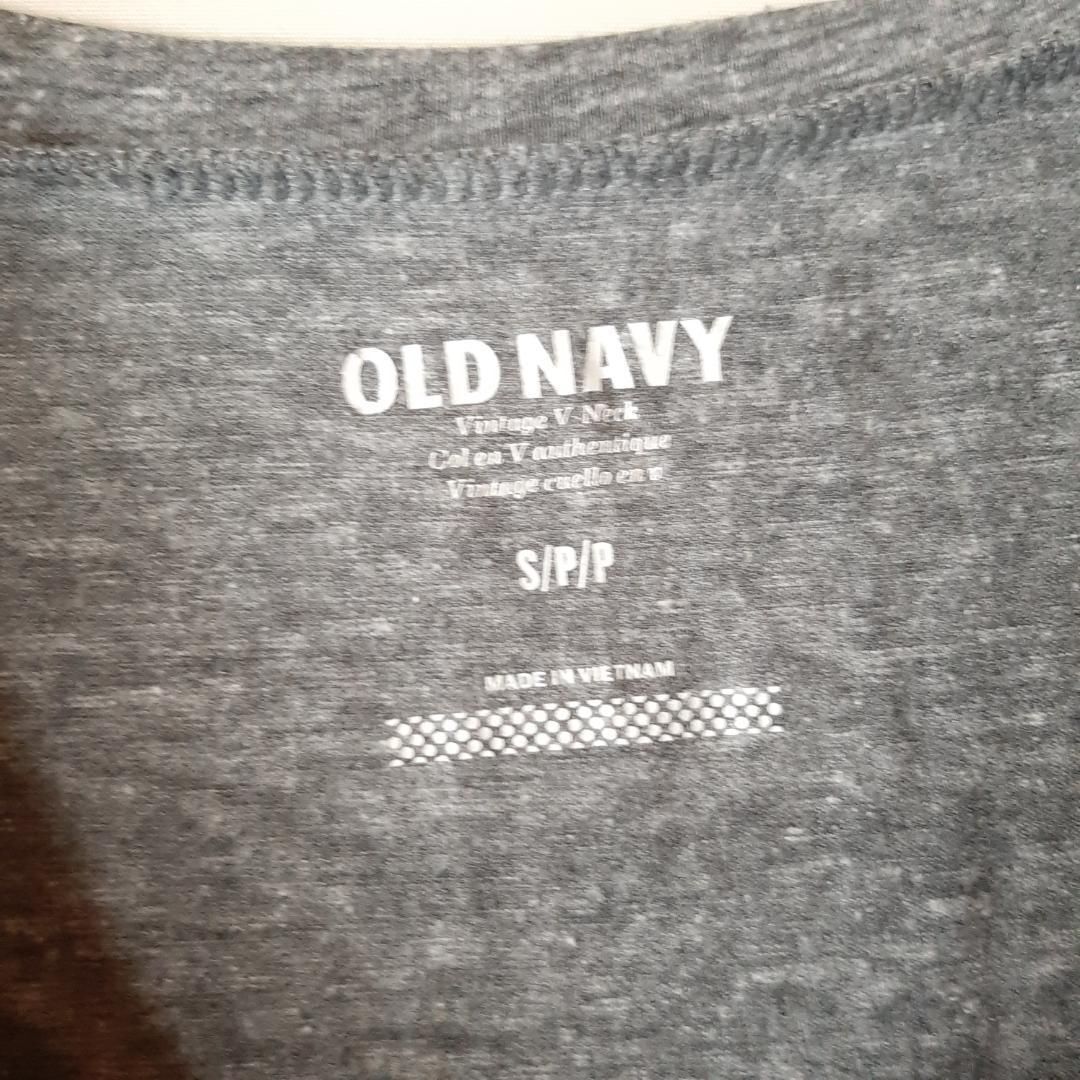 OLD NAVY
Vintage V-Neck
Col en V authentique
Vintage cuello en v
S/P/P
MADE IN VIETNAM